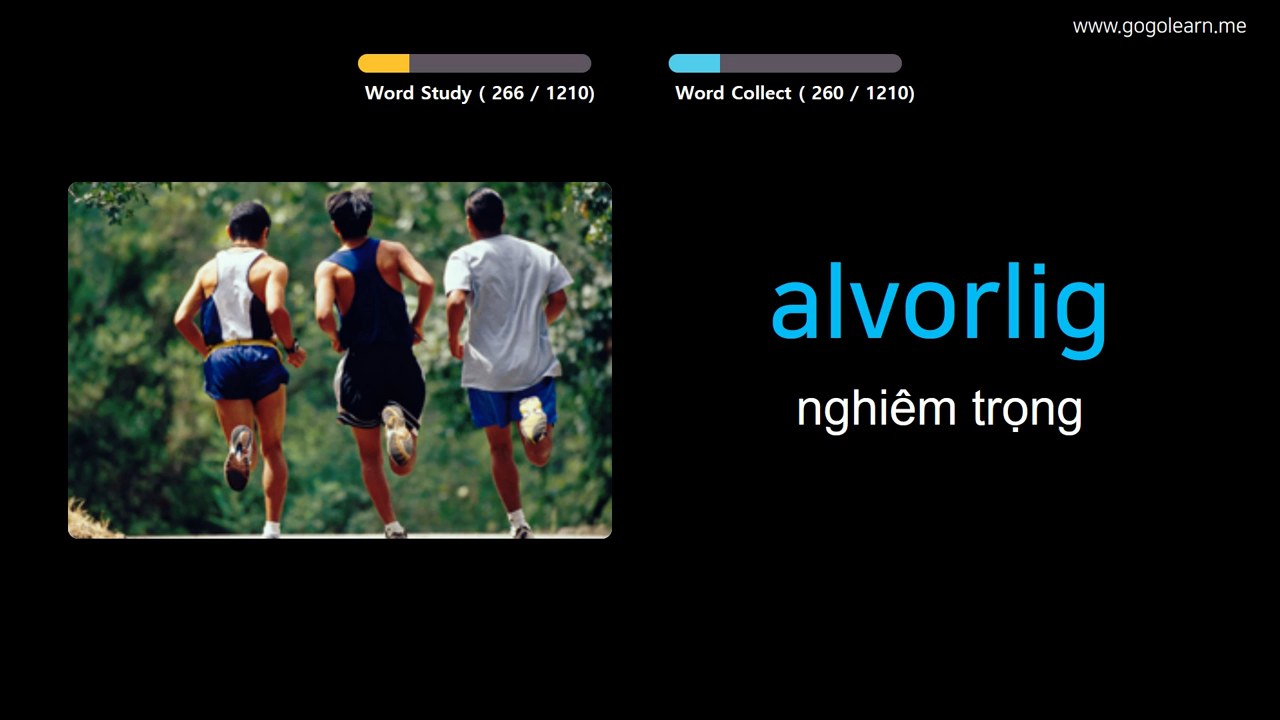 www.gogolearn.me
Word Study ( 266 / 1210)
Word Collect ( 260 / 1210)
alvorlig
nghiêm trọng